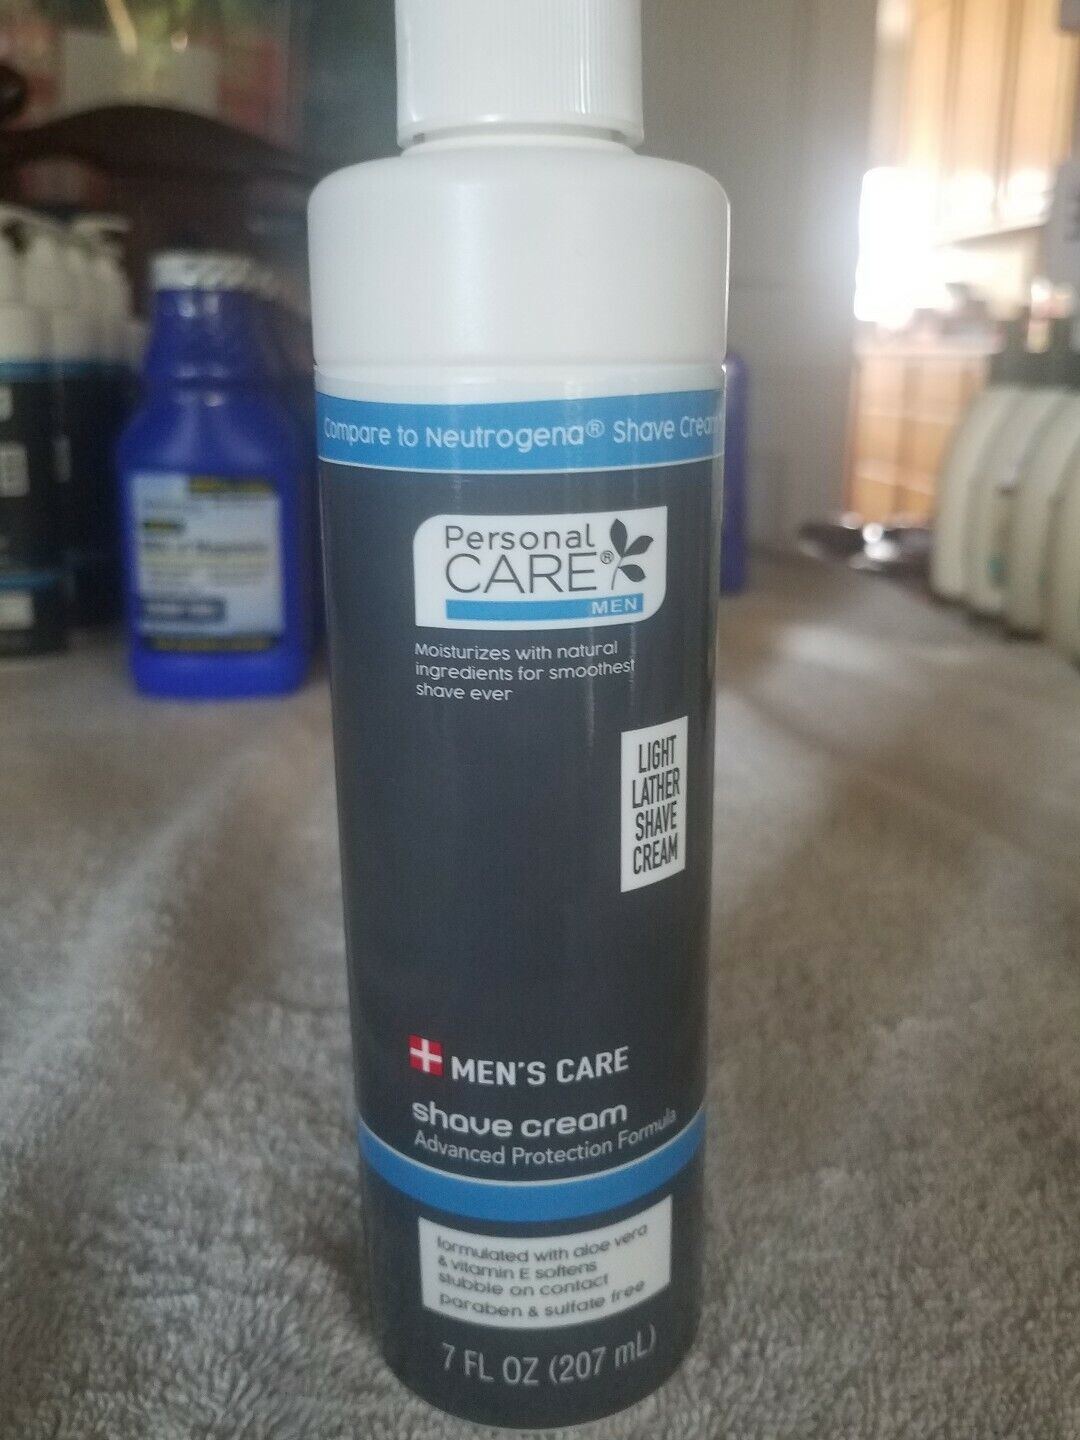 Compare to Neutrogena® Shave Cream
Personal
CARE®
MEN
Moisturizes with natural
ingredients for smoothest
shave ever
LIGHT
LATHER
SHAVE
CREAM
MEN'S CARE
shave cream
Advanced Protection Formula
formulated with aloe vera
& vitamin E softens
stubble on contact
paraben & sulfate free
7 FL OZ (207 mL)